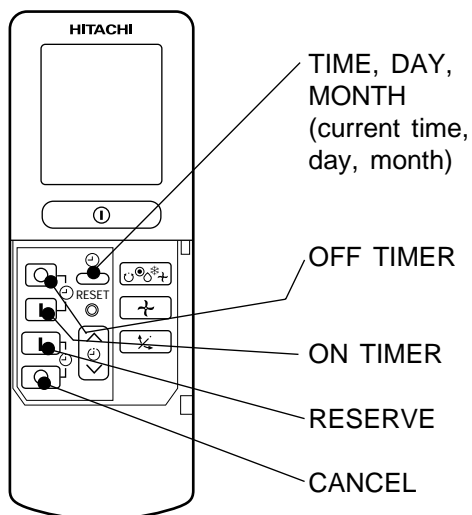 HITACHI
TIME, DAY,
MONTH
(current time,
day, month)
RESET
OFF TIMER
ON TIMER
RESERVE
CANCEL